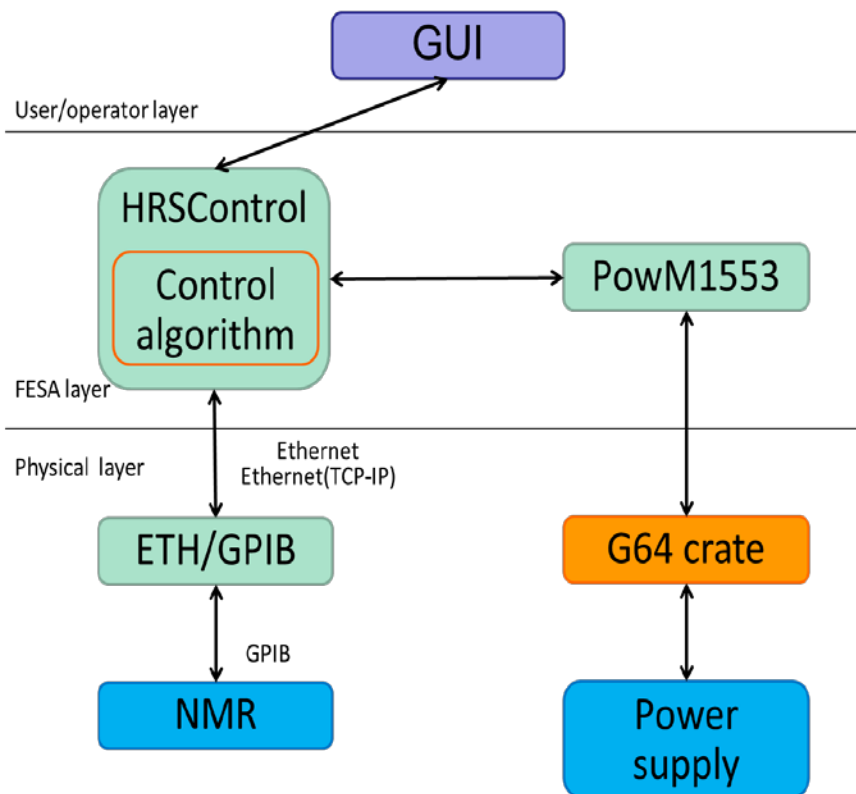 GUI
User/operator layer
HRSControl
Control
algorithm
PowM1553
FESA layer
Physical layer
Ethernet
Ethernet(TCP-IP)
ETH/GPIB
G64 crate
GPIB
NMR
Power
supply